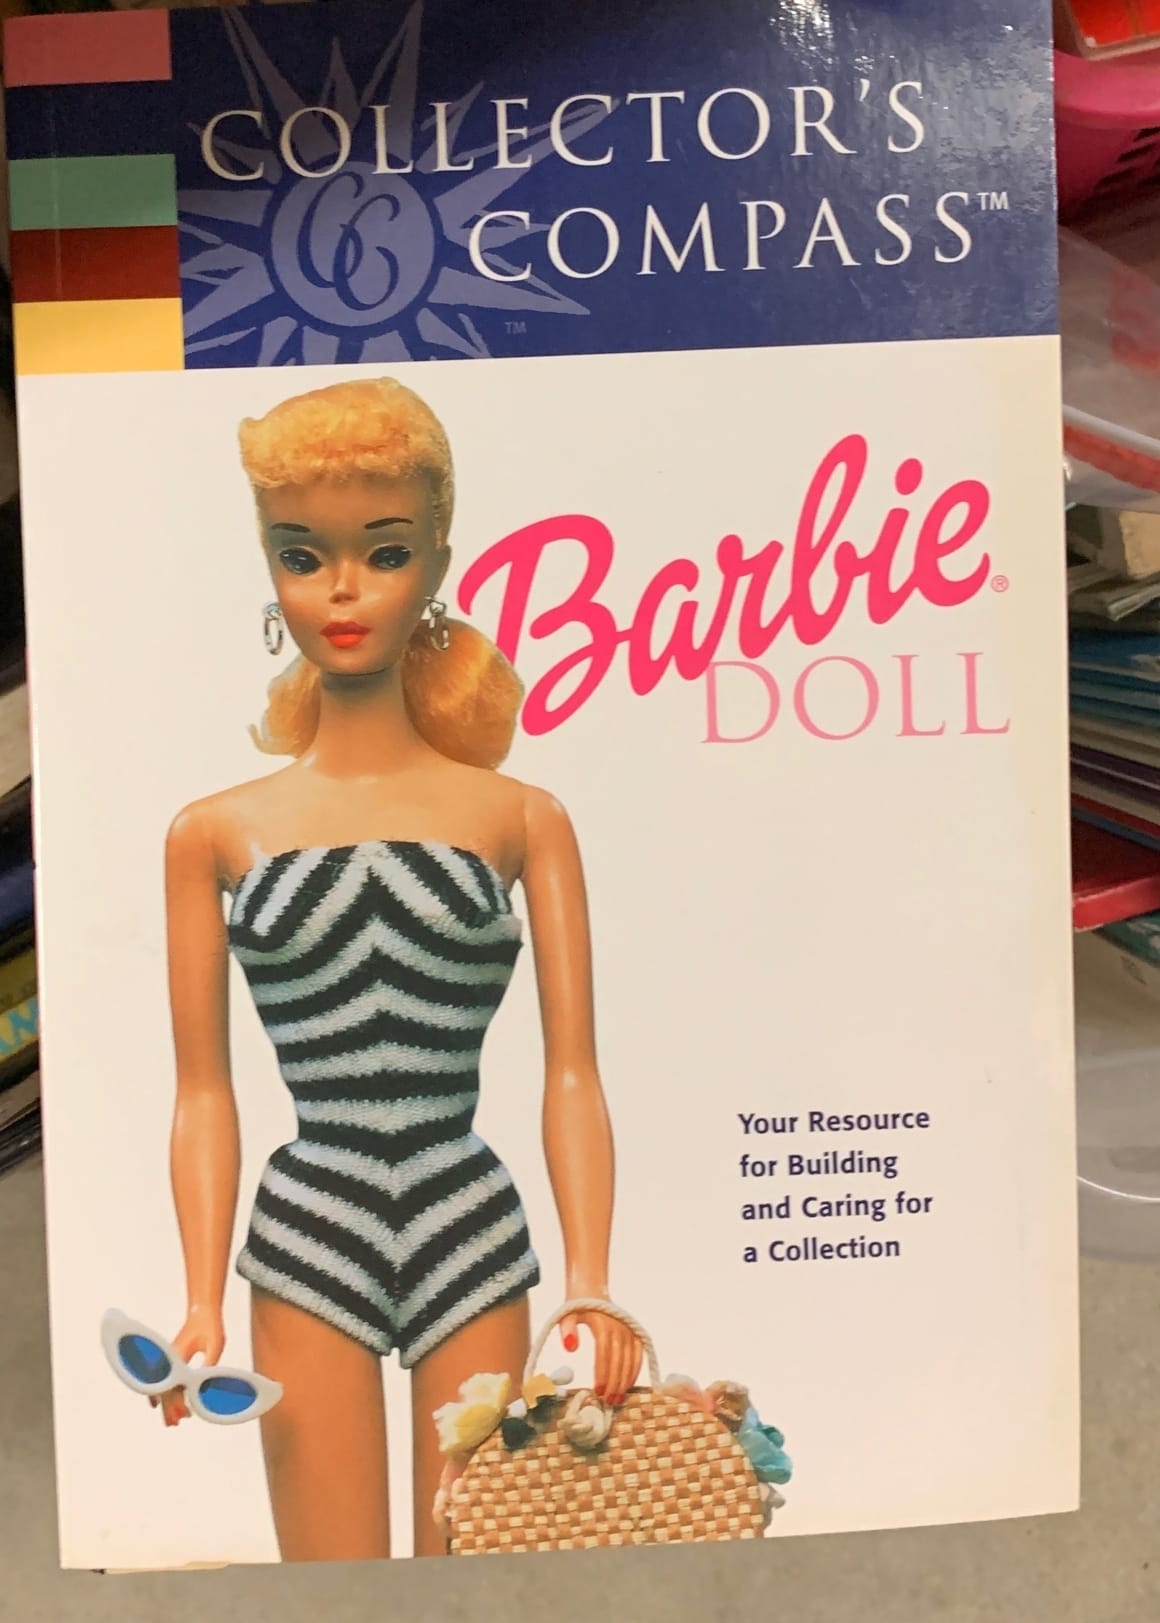 COLLECTOR'S
COMPASS™
CC
TM
Barbie®
DOLL
Your Resource
for Building
and Caring for
a Collection